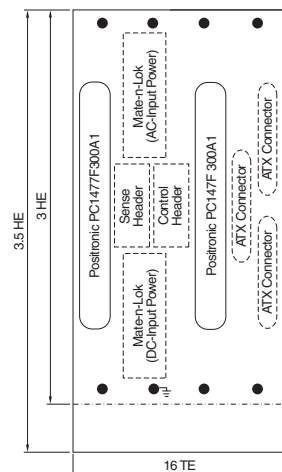 3.5 HE
3 HE
Positronic PC1477F300A1
Mate-n-Lok
(AC-Input Power)
Sense
Header
Control
Header
Mate-n-Lok
(DC-Input Power)
Positronic PC147F 300A1
ATX Connector
ATX Connector
ATX Connector
16 TE